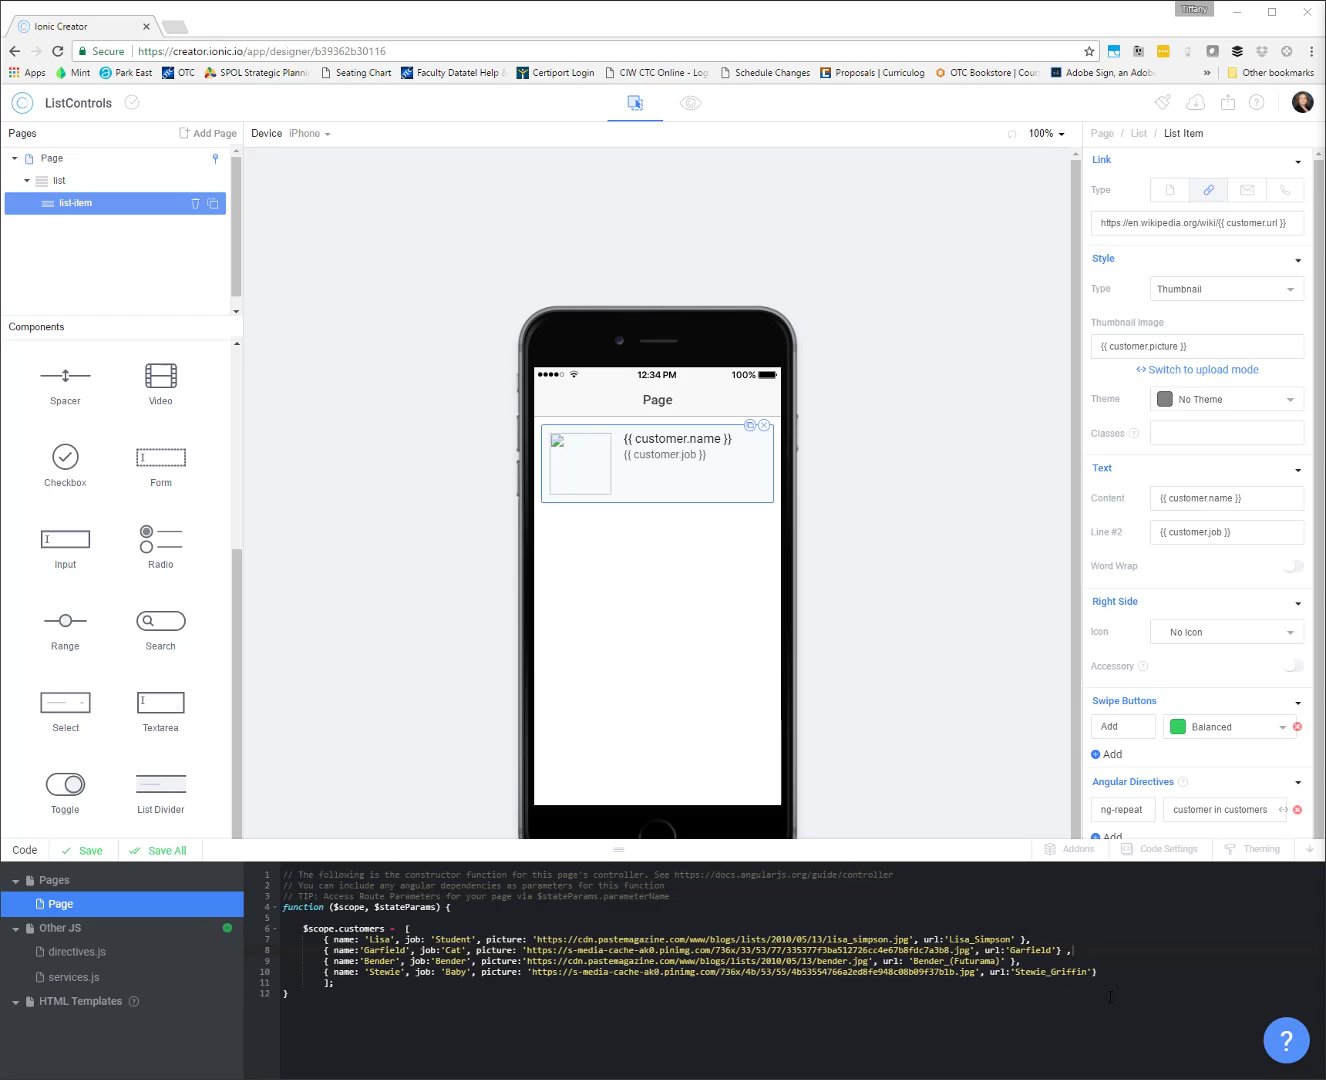 Tiffany
Ionic Creator
Secure https://creator.ionic.io/app/designer/b39362b30116
Apps Mint Park East OTC SPOL Strategic Plannin Seating Chart Faculty Datatel Help & Certiport Login CIW CTC Online - Log Schedule Changes Proposals | Curriculog OTC Bookstore | Coun Adobe Sign, an Adob » Other bookmarks
ListControls
Pages Add Page
Device iPhone
100%
Page / List / List Item
Page
list
list-item
Components
Spacer Video
Checkbox Form
Input Radio
Range Search
Select Textarea
Toggle List Divider
12:34 PM 100%
Page
{{ customer.name }}
{{ customer.job }}
Link
Type
https://en.wikipedia.org/wiki/{{ customer.url }}
Style
Type Thumbnail
Thumbnail Image
{{ customer.picture }}
Switch to upload mode
Theme No Theme
Classes ?
Text
Content {{ customer.name }}
Line #2 {{ customer.job }}
Word Wrap
Right Side
Icon No Icon
Accessory ?
Swipe Buttons
Add Balanced
Add
Angular Directives ?
ng-repeat customer in customers
Add
Code Save Save All Addons Code Settings Theming
Pages
Page
Other JS
directives.js
services.js
HTML Templates ?
1 // The following is the constructor function for this page's controller. See https://docs.angularjs.org/guide/controller
2 // You can include any angular dependencies as parameters for this function
3 // TIP: Access Route Parameters for your page via $stateParams.parameterName
4 function ($scope, $stateParams) {
5
6 $scope.customers = [
7 { name: 'Lisa', job: 'Student', picture: 'https://cdn.pastemagazine.com/www/blogs/lists/2010/05/13/lisa_simpson.jpg', url:'Lisa_Simpson' },
8 { name:'Garfield', job:'Cat', picture: 'https://s-media-cache-ak0.pinimg.com/736x/33/53/77/335377f3ba512726cc4e67b8fdc7a3b8.jpg', url:'Garfield'} ,
9 { name:'Bender', job:'Bender', picture:'https://cdn.pastemagazine.com/www/blogs/lists/2010/05/13/bender.jpg', url: 'Bender_(Futurama)' },
10 { name: 'Stewie', job: 'Baby', picture: 'https://s-media-cache-ak0.pinimg.com/736x/4b/53/55/4b53554766a2ed8fe948c08b09f37b1b.jpg', url:'Stewie_Griffin'}
11 ];
12 }
?